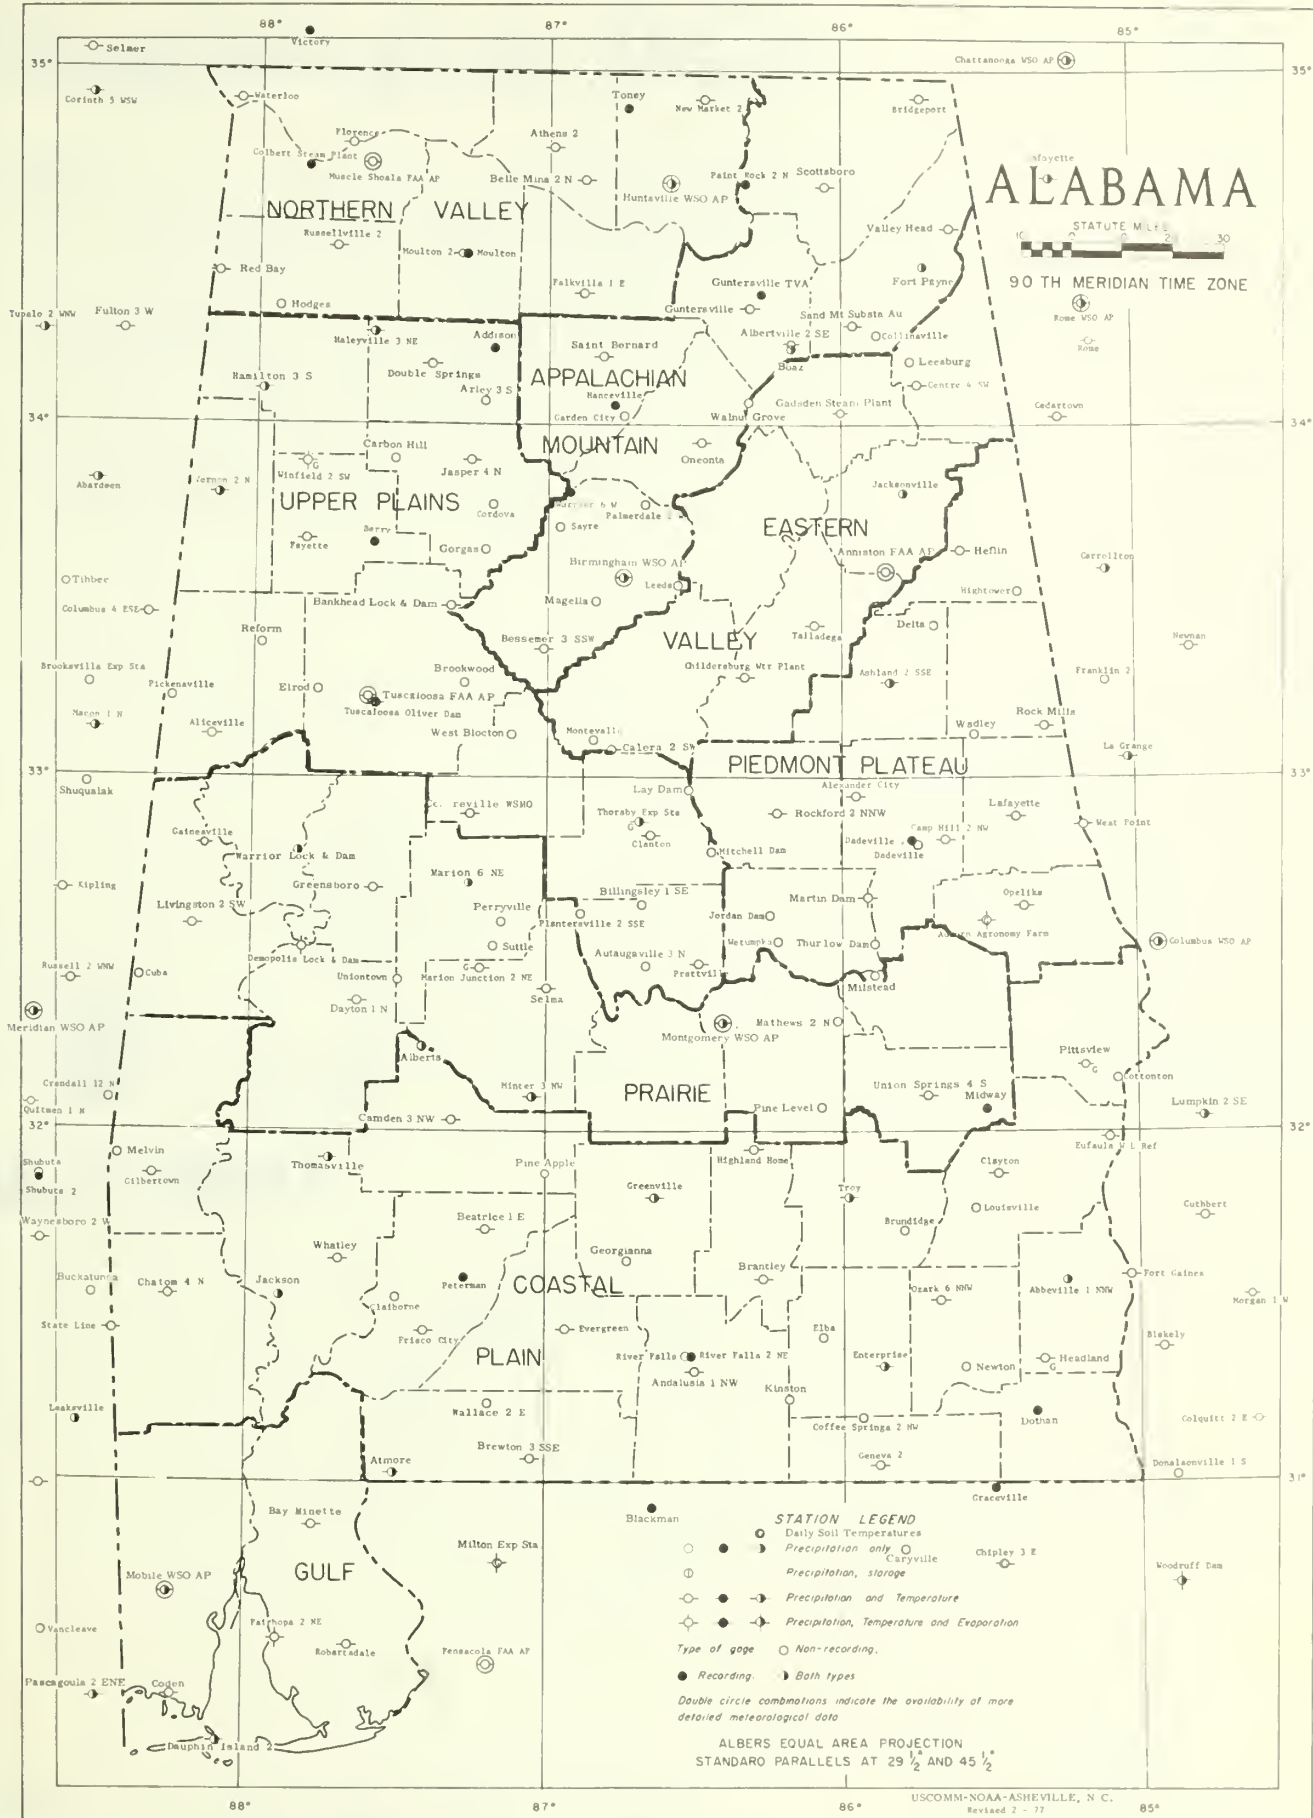 88°
87°
86°
85°
Victory
Selmer
Chattanooga WSO AP
35°
35°
Corinth 5 WSW
Waterloo
Toney
New Market 2
Bridgeport
Florence
Athens 2
Colbert Steam Plant
Muscle Shoals FAA AP
Belle Mina 2 N
Huntsville WSO AP
Paint Rock 2 N
Scottsboro
ALABAMA
NORTHERN VALLEY
STATUTE MILES
Russellville 2
Moulton 2
Moulton
Valley Head
Red Bay
Falkville 1 E
Guntersville TVA
Fort Payne
90 TH MERIDIAN TIME ZONE
Hodges
Guntersville
Tupalo 2 WNW
Fulton 3 W
Sand Mt Substa Au
Rome WSO AP
Haleyville 3 NE
Addison
Albertville 2 SE
Collinsville
Rome
Saint Bernard
Boaz
Double Springs
Leesburg
Hamilton 3 S
APPALACHIAN
Arley 3 S
Centre 4 SW
Hanceville
Gadsden Steam Plant
34°
34°
Garden City
Walnut Grove
Cedartown
MOUNTAIN
Carbon Hill
Oneonta
Winfield 2 SW
G
Jasper 4 N
Aberdeen
Vernon 2 N
UPPER PLAINS
Jacksonville
Cordova
Warrior 6 W
Palmerdale 2
Sayre
EASTERN
Fayette
Berry
Gorgas
Anniston FAA AP
Heflin
Carrollton
Birmingham WSO AP
Tibbee
Leeds
Hightower
Columbus 4 ESE
Bankhead Lock & Dam
Magella
Reform
Talladega
Delta
VALLEY
Bessemer 3 SSW
Newnan
Brooksville Exp Sta
Brookwood
Childersburg Wtr Plant
Ashland 2 SSE
Franklin 2
Pickensville
Elrod
Tuscaloosa FAA AP
Tuscaloosa Oliver Dam
Macon 1 N
Aliceville
Rock Mills
West Blocton
Montevallo
Wadley
Calera 2 SW
La Grange
33°
33°
PIEDMONT PLATEAU
Shuqualak
Lay Dam
Alexander City
reville WSMO
Thorsby Exp Sta
G
Rockford 2 NNW
Lafayette
Gainesville
Clanton
Dadeville
Camp Hill 2 NW
West Point
Warrior Lock & Dam
Mitchell Dam
Dadeville
Kipling
Greensboro
Marion 6 NE
Billingsley 1 SE
Martin Dam
Opelika
Livingston 2 SW
Perryville
Plantersville 2 SSE
Jordan Dam
Auburn Agronomy Farm
Demopolis Lock & Dam
Suttle
Wetumpka
Thurlow Dam
Columbus WSO AP
Russell 2 WNW
Cuba
Uniontown
G
Marion Junction 2 NE
Autaugaville 3 N
Prattville
Milstead
Dayton 1 N
Selma
Meridian WSO AP
Mathews 2 N
Montgomery WSO AP
Alberta
Pittsview
G
Cottonton
Crandall 12 N
Minter 3 NW
PRAIRIE
Union Springs 4 S
Midway
Quitman 1 N
Camden 3 NW
Pine Level
Lumpkin 2 SE
32°
32°
Melvin
Highland Home
Eufaula W L Ref
Shubuta
Thomasville
Pine Apple
Clayton
Gilbertown
Shubuta 2
Greenville
Troy
Waynesboro 2 W
Beatrice 1 E
Brundidge
Louisville
Cuthbert
Whatley
Georgiana
Buckatunna
Chatom 4 N
Jackson
Peterman
COASTAL
Brantley
Ozark 6 NNW
Abbeville 1 NNW
Fort Gaines
Morgan 1 W
Claiborne
State Line
Frisco City
Evergreen
Elba
Blakely
PLAIN
River Falls
River Falls 2 NE
Enterprise
Newton
Headland
G
Andalusia 1 NW
Kinston
Leaksville
Wallace 2 E
Coffee Springs 2 NW
Dothan
Colquitt 2 E
Brewton 3 SSE
Geneva 2
Atmore
Donalsonville 1 S
31°
Graceville
Bay Minette
Blackman
STATION LEGEND
Daily Soil Temperatures
Milton Exp Sta
Precipitation only
Caryville
Chipley 3 E
GULF
Woodruff Dam
Mobile WSO AP
Precipitation, storage
Precipitation and Temperature
Fairhope 2 NE
Precipitation, Temperature and Evaporation
Vancleave
Robertsdale
Pensacola FAA AP
Type of gage
Non-recording.
Recording.
Both types
Pascagoula 2 ENE
Coden
Double circle combinations indicate the availability of more
detailed meteorological data
Dauphin Island 2
ALBERS EQUAL AREA PROJECTION
STANDARD PARALLELS AT 29 ½° AND 45 ½°
USCOMM-NOAA-ASHEVILLE, N C.
Revised 2 - 77
88°
87°
86°
85°